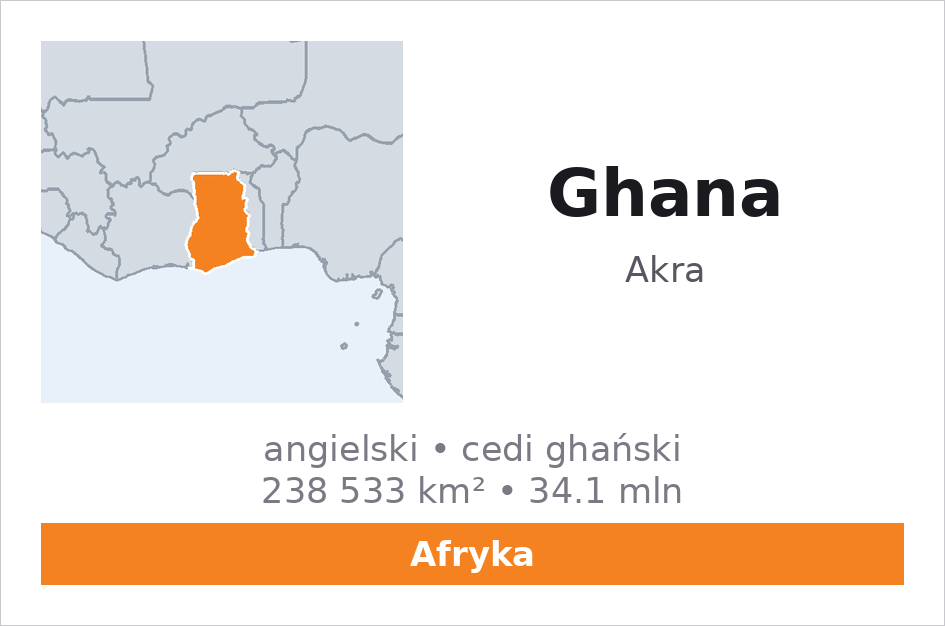 Ghana
Akra
angielski • cedi ghański
238 533 km² • 34.1 mln
Afryka